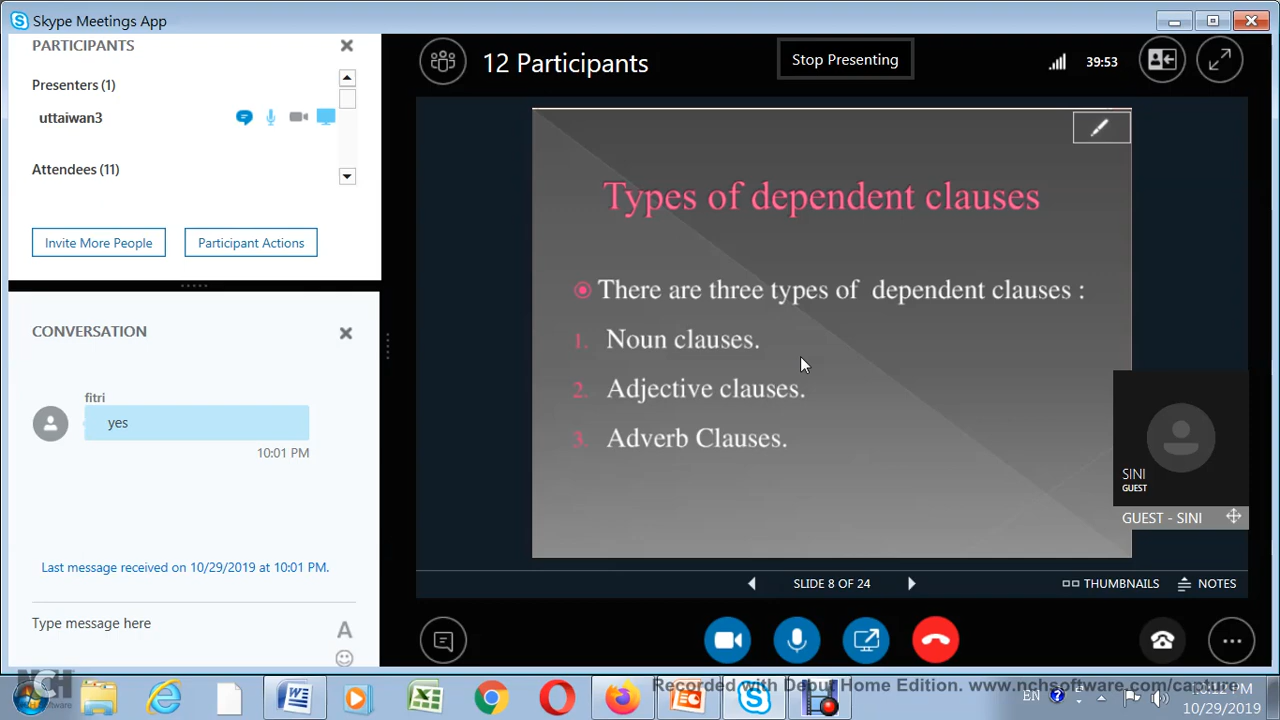 Skype Meetings App
PARTICIPANTS
Presenters (1)
uttaiwan3
Attendees (11)
Invite More People
Participant Actions
CONVERSATION
fitri
yes
10:01 PM
Last message received on 10/29/2019 at 10:01 PM.
Type message here
12 Participants
Stop Presenting
39:53
Types of dependent clauses
There are three types of dependent clauses :
1. Noun clauses.
2. Adjective clauses.
3. Adverb Clauses.
SINI
GUEST
GUEST - SINI
SLIDE 8 OF 24
THUMBNAILS
NOTES
NCH
Recorded with Debut Home Edition. www.nchsoftware.com/capture
EN
10/29/2019